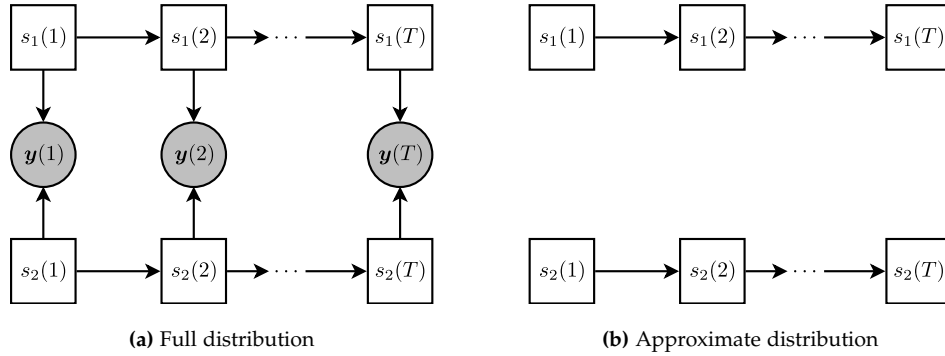 s₁(1) s₁(2) ··· s₁(T) s₁(1) s₁(2) ··· s₁(T)
y(1) y(2) y(T)
s₂(1) s₂(2) ··· s₂(T) s₂(1) s₂(2) ··· s₂(T)
(a) Full distribution (b) Approximate distribution